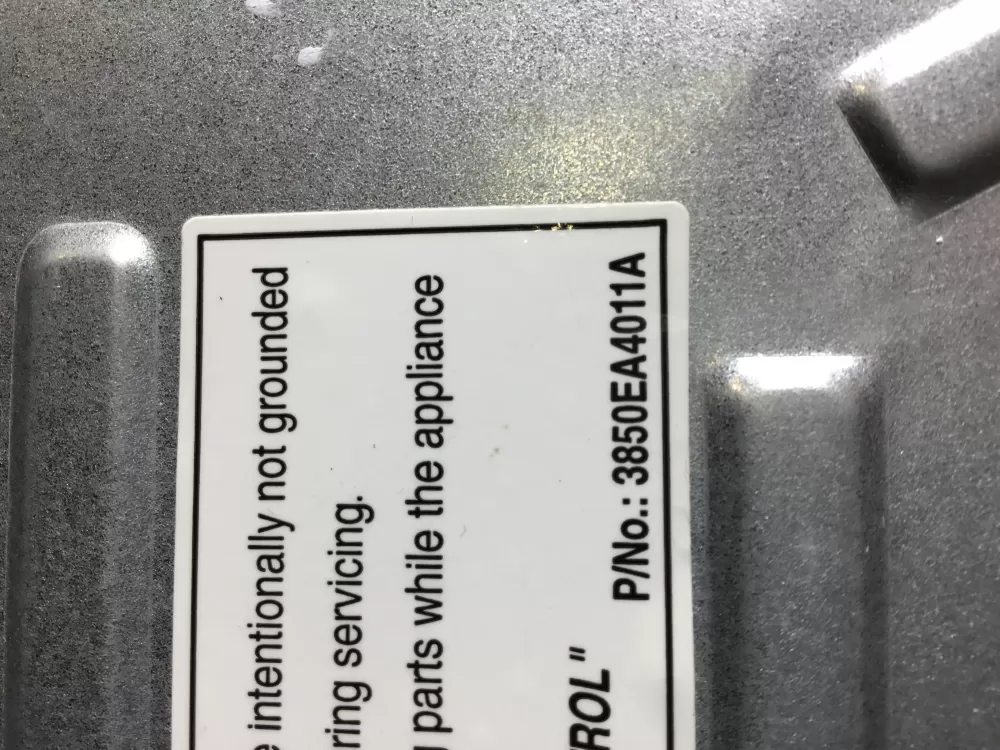 intentionally not grounded
ring servicing.
parts while the appliance
ROL"
P/No.: 3850EA4011A